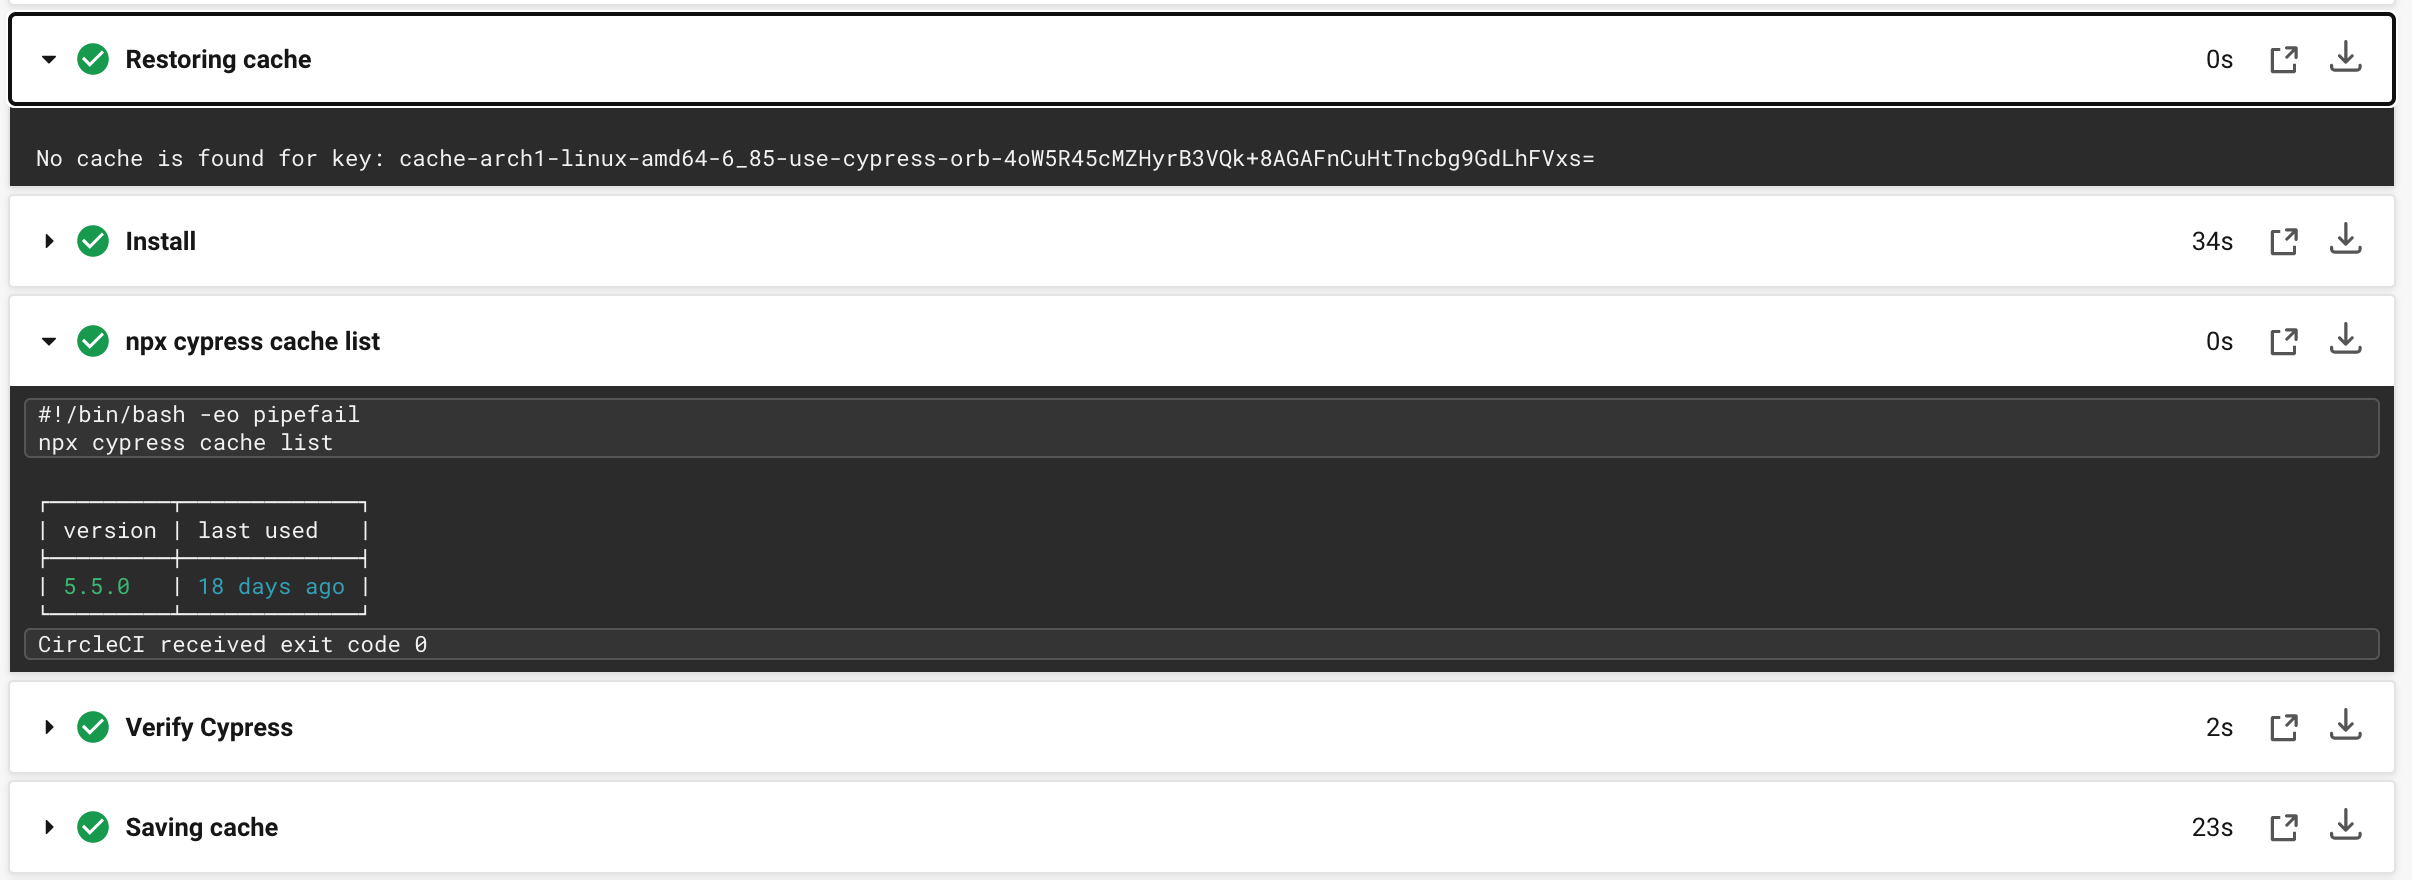 Restoring cache 0s
No cache is found for key: cache-arch1-linux-amd64-6_85-use-cypress-orb-4oW5R45cMZHyrB3VQk+8AGAFnCuHtTncbg9GdLhFVxs=
Install 34s
npx cypress cache list 0s
#!/bin/bash -eo pipefail
npx cypress cache list
version | last used
5.5.0 | 18 days ago
CircleCI received exit code 0
Verify Cypress 2s
Saving cache 23s